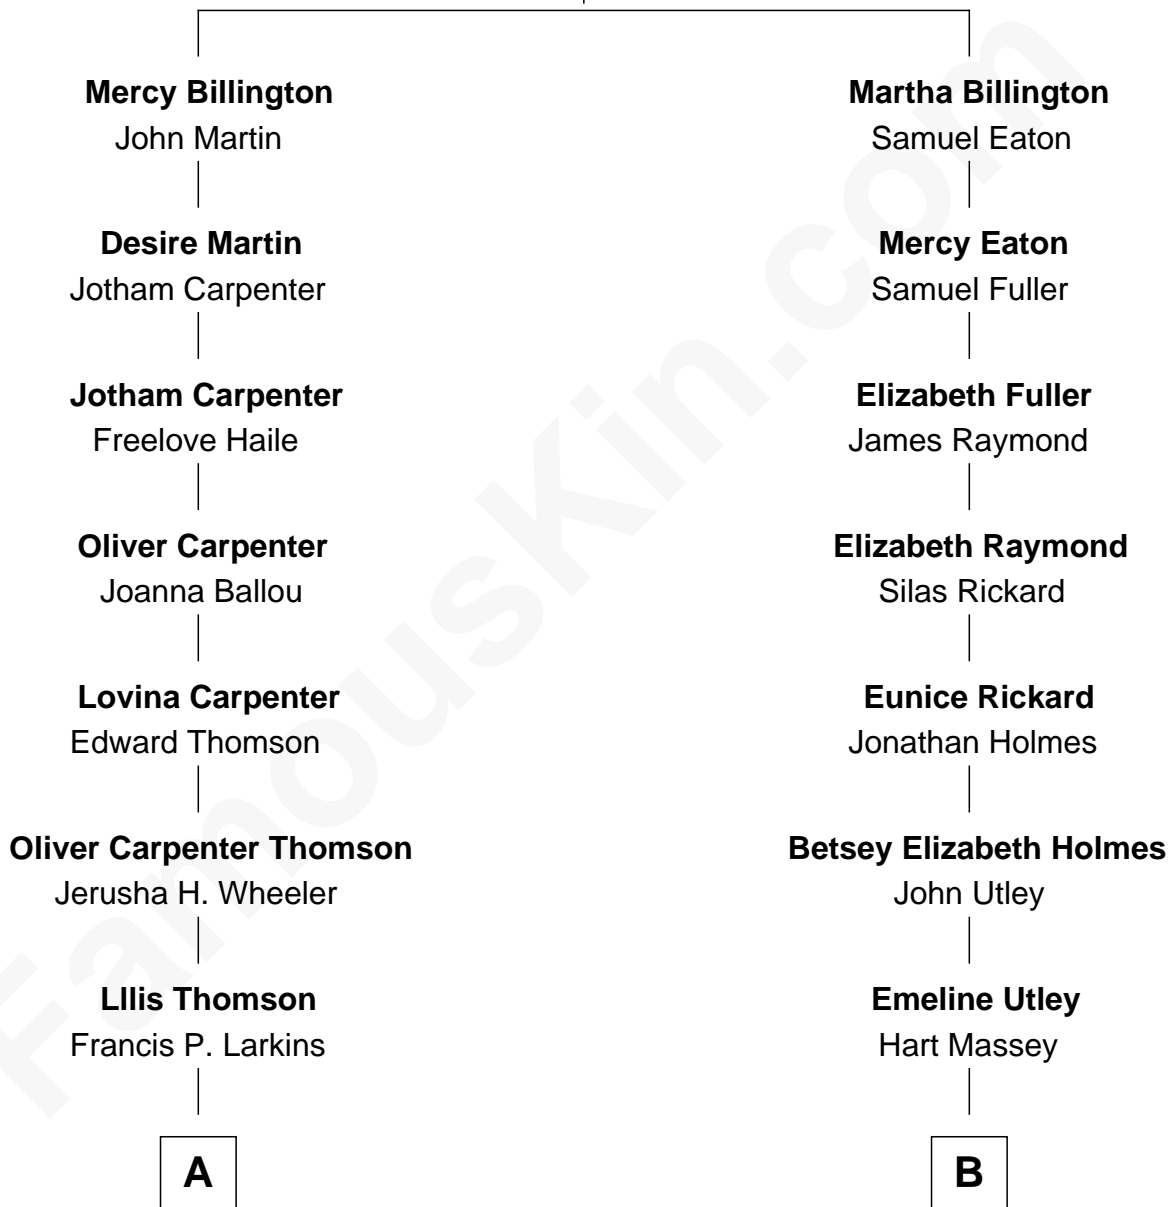 Mercy Billington
John Martin
Desire Martin
Jotham Carpenter
Jotham Carpenter
Freelove Haile
Oliver Carpenter
Joanna Ballou
Lovina Carpenter
Edward Thomson
Oliver Carpenter Thomson
Jerusha H. Wheeler
LIlis Thomson
Francis P. Larkins
A
Martha Billington
Samuel Eaton
Mercy Eaton
Samuel Fuller
Elizabeth Fuller
James Raymond
Elizabeth Raymond
Silas Rickard
Eunice Rickard
Jonathan Holmes
Betsey Elizabeth Holmes
John Utley
Emeline Utley
Hart Massey
B
FamousKin.com